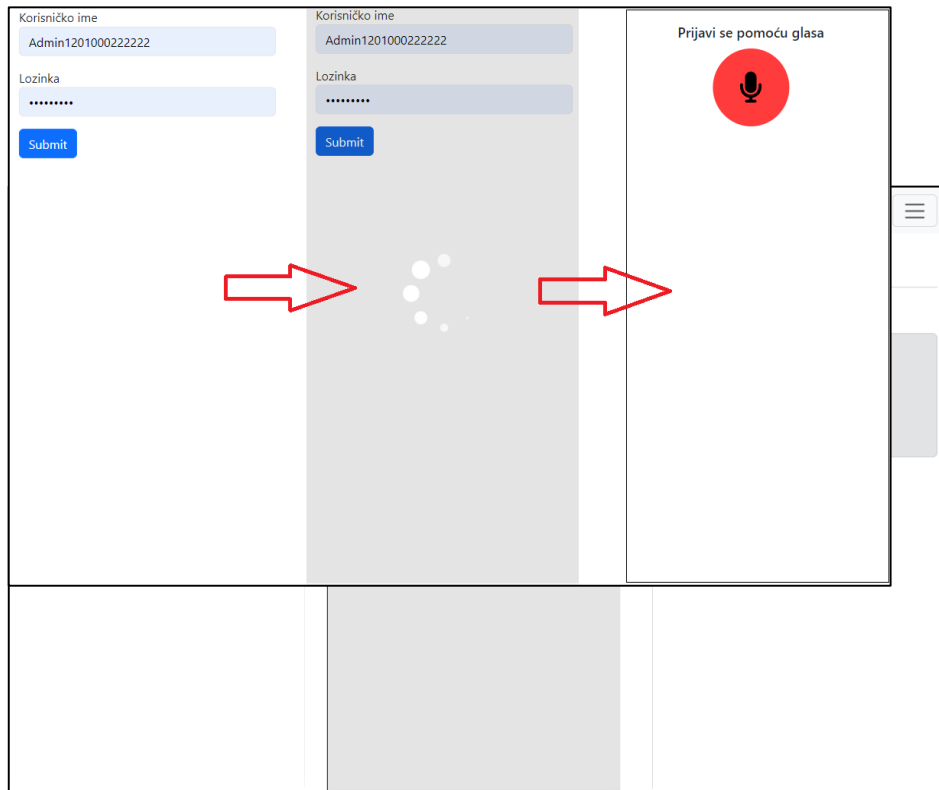 Korisničko ime
Admin1201000222222
Lozinka
•••••••••
Submit
Korisničko ime
Admin1201000222222
Lozinka
•••••••••
Submit
Prijavi se pomoću glasa